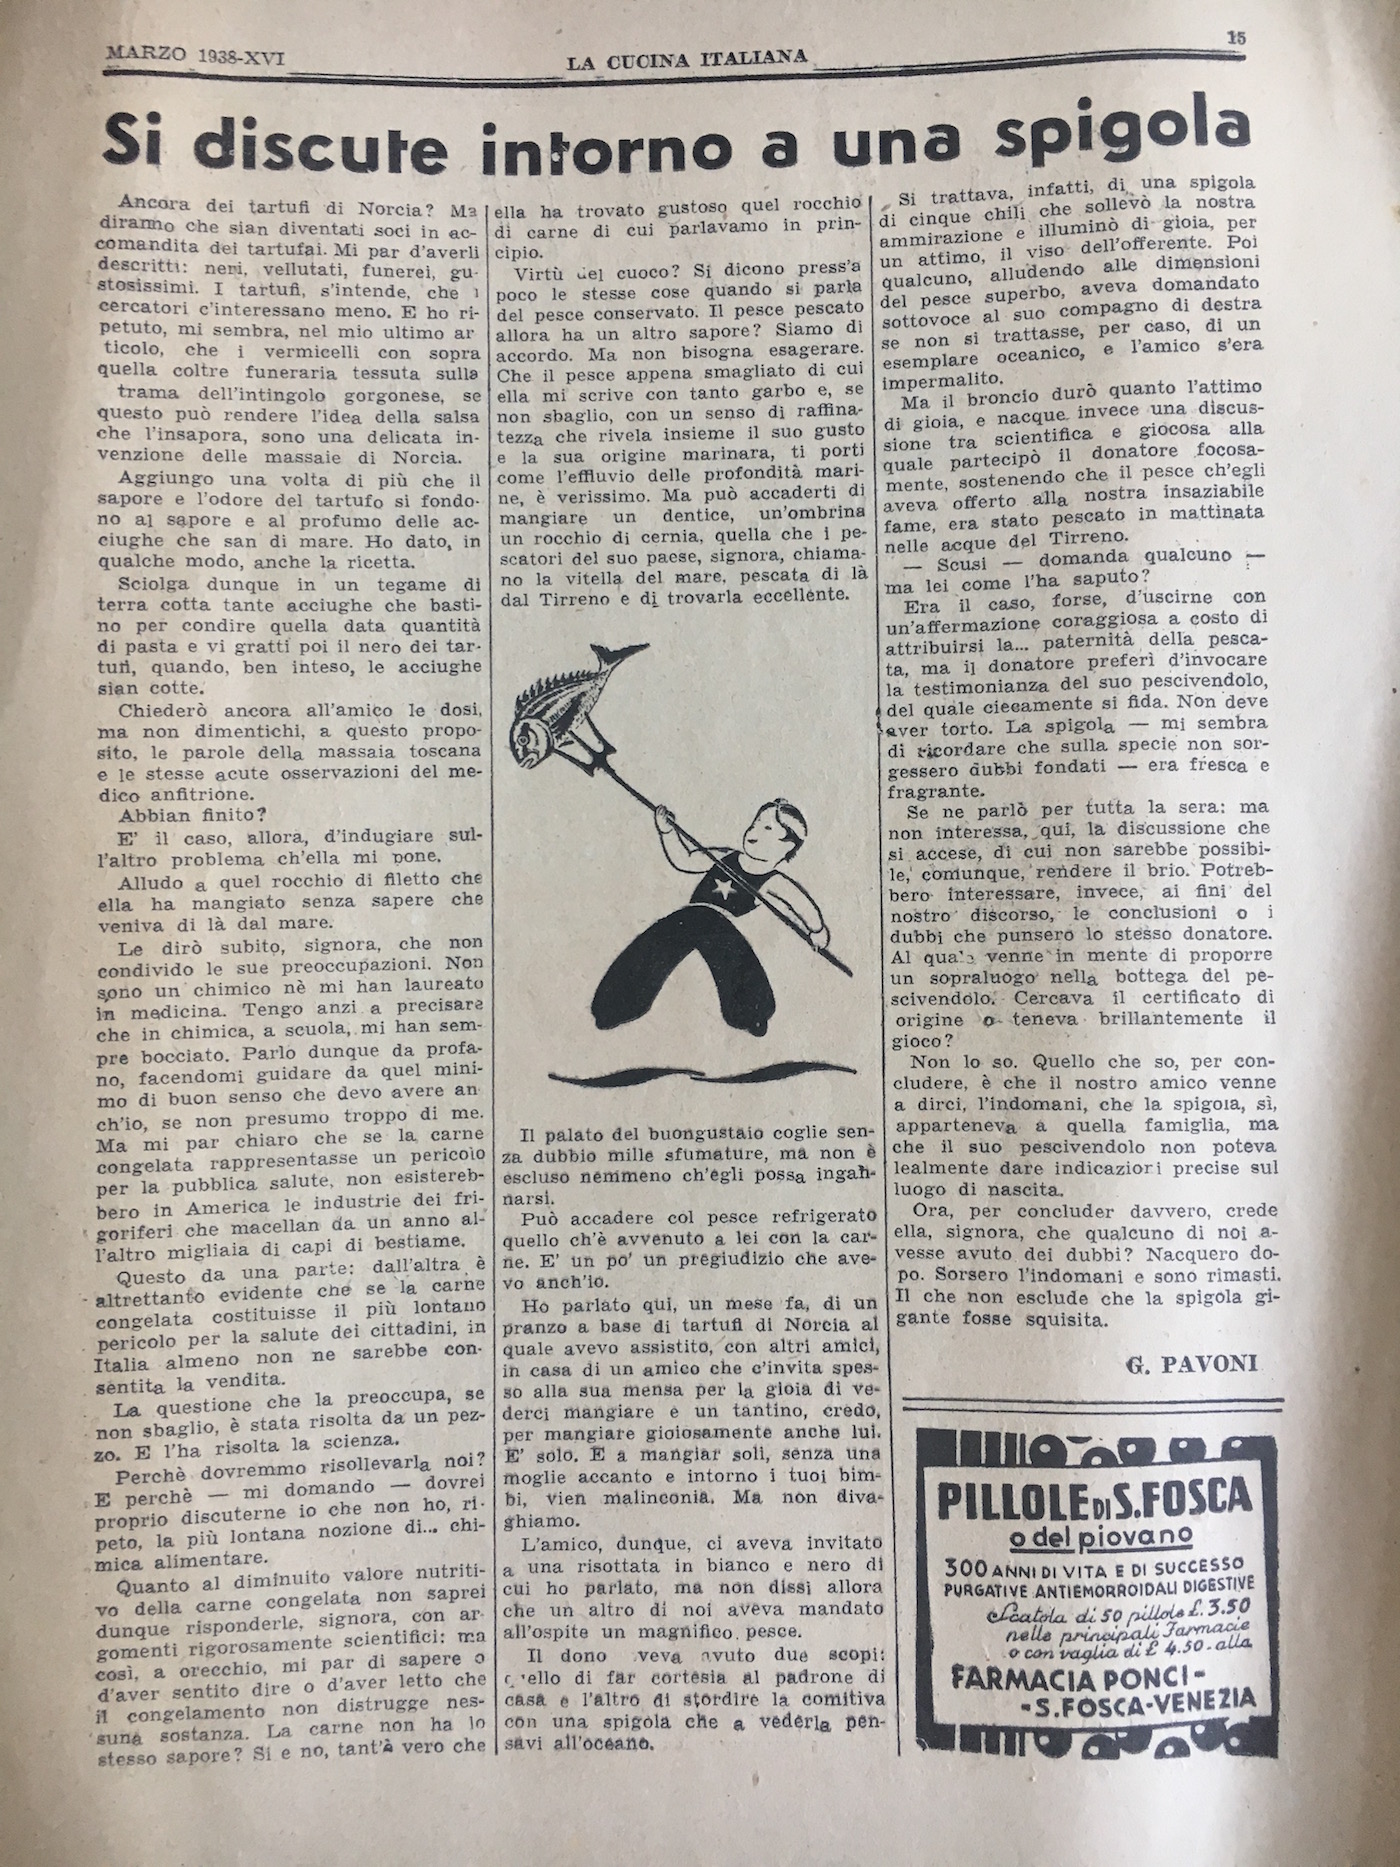 MARZO 1938-XVI
LA CUCINA ITALIANA
15
Si discute intorno a una spigola
Ancora dei tartufi di Norcia? Ma
diranno che sian diventati soci in ac-
comandita dei tartufai. Mi par d'averli
descritti: neri, vellutati, funerei, gu-
stosissimi. I tartufi, s'intende, che i
cercatori c'interessano meno. E ho ri-
petuto, mi sembra, nel mio ultimo ar
ticolo, che i vermicelli con sopra
quella coltre funeraria tessuta sulla
trama dell'intingolo gorgonese, se
questo può rendere l'idea della salsa
che l'insapora, sono una delicata in-
venzione delle massaie di Norcia.
Aggiungo una volta di più che il
sapore e l'odore del tartufo si fondo-
no al sapore e al profumo delle ac-
ciughe che san di mare. Ho dato, in
qualche modo, anche la ricetta.
Sciolga dunque in un tegame di
terra cotta tante acciughe che basti-
no per condire quella data quantità
di pasta e vi gratti poi il nero dei tar-
tufi, quando, ben inteso, le acciughe
sian cotte.
Chiederò ancora all'amico le dosi,
ma non dimentichi, a questo propo-
sito, le parole della massaia toscana
e le stesse acute osservazioni del me-
dico anfitrione.
Abbian finito?
E' il caso, allora, d'indugiare sul-
l'altro problema ch'ella mi pone.
Alludo a quel rocchio di filetto che
ella ha mangiato senza sapere che
veniva di là dal mare.
Le dirò subito, signora, che non
condivido le sue preoccupazioni. Non
sono un chimico nè mi han laureato
in medicina. Tengo anzi a precisare
che in chimica, a scuola, mi han sem-
pre bocciato. Parlo dunque da profa-
no, facendomi guidare da quel mini-
mo di buon senso che devo avere an
ch'io, se non presumo troppo di me.
Ma mi par chiaro che se la carne
congelata rappresentasse un pericolo
per la pubblica salute, non esistereb-
bero in America le industrie dei fri-
goriferi che macellan da un anno al-
l'altro migliaia di capi di bestiame.
Questo da una parte: dall'altra è
altrettanto evidente che se la carne
congelata costituisse il più lontano
pericolo per la salute dei cittadini, in
Italia almeno non ne sarebbe con-
sentita la vendita.
La questione che la preoccupa, se
non sbaglio, è stata risolta da un pez-
zo. E l'ha risolta la scienza.
Perchè dovremmo risollevarla noi?
E perchè — mi domando — dovrei
proprio discuterne io che non ho, ri-
peto, la più lontana nozione di... chi-
mica alimentare.
Quanto al diminuito valore nutriti-
vo della carne congelata non saprei
dunque risponderle, signora, con ar
gomenti rigorosamente scientifici: ma
così, a orecchio, mi par di sapere o
d'aver sentito dire o d'aver letto che
il congelamento non distrugge nes-
suna sostanza. La carne non ha lo
stesso sapore? Si e no, tant'à vero che
ella ha trovato gustoso quel rocchio
di carne di cui parlavamo in prin-
cipio.
Virtù del cuoco? Si dicono press'a
poco le stesse cose quando si parla
del pesce conservato. Il pesce pescato
allora ha un altro sapore? Siamo di
accordo. Ma non bisogna esagerare.
Che il pesce appena smagliato di cui
ella mi scrive con tanto garbo e, se
non sbaglio, con un senso di raffina-
tezza che rivela insieme il suo gusto
e la sua origine marinara, ti porti
come l'effluvio delle profondità mari-
ne, è verissimo. Ma può accaderti di
mangiare un dentice, un'ombrina
un rocchio di cernia, quella che i pe-
scatori del suo paese, signora, chiama-
no la vitella del mare, pescata di là
dal Tirreno e di trovarla eccellente.
Il palato del buongustaio coglie sen-
za dubbio mille sfumature, ma non è
escluso nemmeno ch'egli possa ingan-
narsi.
Può accadere col pesce refrigerato
quello ch'è avvenuto a lei con la car-
ne. E' un po' un pregiudizio che ave-
vo anch'io.
Ho parlato qui, un mese fa, di un
pranzo a base di tartufi di Norcia al
quale avevo assistito, con altri amici,
in casa di un amico che c'invita spes-
so alla sua mensa per la gioia di ve-
derci mangiare e un tantino, credo,
per mangiare gioiosamente anche lui.
E' solo. E a mangiar soli, senza una
moglie accanto e intorno i tuoi bim-
bi, vien malinconia. Ma non diva-
ghiamo.
L'amico, dunque, ci aveva invitato
a una risottata in bianco e nero di
cui ho parlato, ma non dissi allora
che un altro di noi aveva mandato
all'ospite un magnifico pesce.
Il dono aveva avuto due scopi:
quello di far cortesia al padrone di
casa e l'altro di stordire la comitiva
con una spigola che a vederla pen-
savi all'oceano.
Si trattava, infatti, di una spigola
di cinque chili che sollevò la nostra
ammirazione e illuminò di gioia, per
un attimo, il viso dell'offerente. Poi
qualcuno, alludendo alle dimensioni
del pesce superbo, aveva domandato
sottovoce al suo compagno di destra
se non si trattasse, per caso, di un
esemplare oceanico, e l'amico s'era
impermalito.
Ma il broncio durò quanto l'attimo
di gioia, e nacque invece una discus-
sione tra scientifica e giocosa alla
quale partecipò il donatore focosa-
mente, sostenendo che il pesce ch'egli
aveva offerto alla nostra insaziabile
fame, era stato pescato in mattinata
nelle acque del Tirreno.
— Scusi — domanda qualcuno —
ma lei come l'ha saputo?
Era il caso, forse, d'uscirne con
un'affermazione coraggiosa a costo di
attribuirsi la... paternità della pesca-
ta, ma il donatore preferì d'invocare
la testimonianza del suo pescivendolo,
del quale ciecamente si fida. Non deve
aver torto. La spigola — mi sembra
di ricordare che sulla specie non sor-
gessero dubbi fondati — era fresca e
fragrante.
Se ne parlò per tutta la sera: ma
non interessa, qui, la discussione che
si accese, di cui non sarebbe possibi-
le, comunque, rendere il brio. Potreb-
bero interessare, invece, ai fini del
nostro discorso, le conclusioni o i
dubbi che punsero lo stesso donatore.
Al quale venne in mente di proporre
un sopraluogo nella bottega del pe-
scivendolo. Cercava il certificato di
origine o teneva brillantemente il
gioco?
Non lo so. Quello che so, per con-
cludere, è che il nostro amico venne
a dirci, l'indomani, che la spigola, sì,
apparteneva a quella famiglia, ma
che il suo pescivendolo non poteva
lealmente dare indicazioni precise sul
luogo di nascita.
Ora, per concluder davvero, crede
ella, signora, che qualcuno di noi a-
vesse avuto dei dubbi? Nacquero do-
po. Sorsero l'indomani e sono rimasti.
Il che non esclude che la spigola gi-
gante fosse squisita.
G. PAVONI
PILLOLE DI S. FOSCA
o del piovano
300 ANNI DI VITA E DI SUCCESSO
PURGATIVE ANTIEMORROIDALI DIGESTIVE
Scatola di 50 pillole £. 3.50
nelle principali Farmacie
o con vaglia di £ 4.50 - alla
FARMACIA PONCI -
- S. FOSCA - VENEZIA